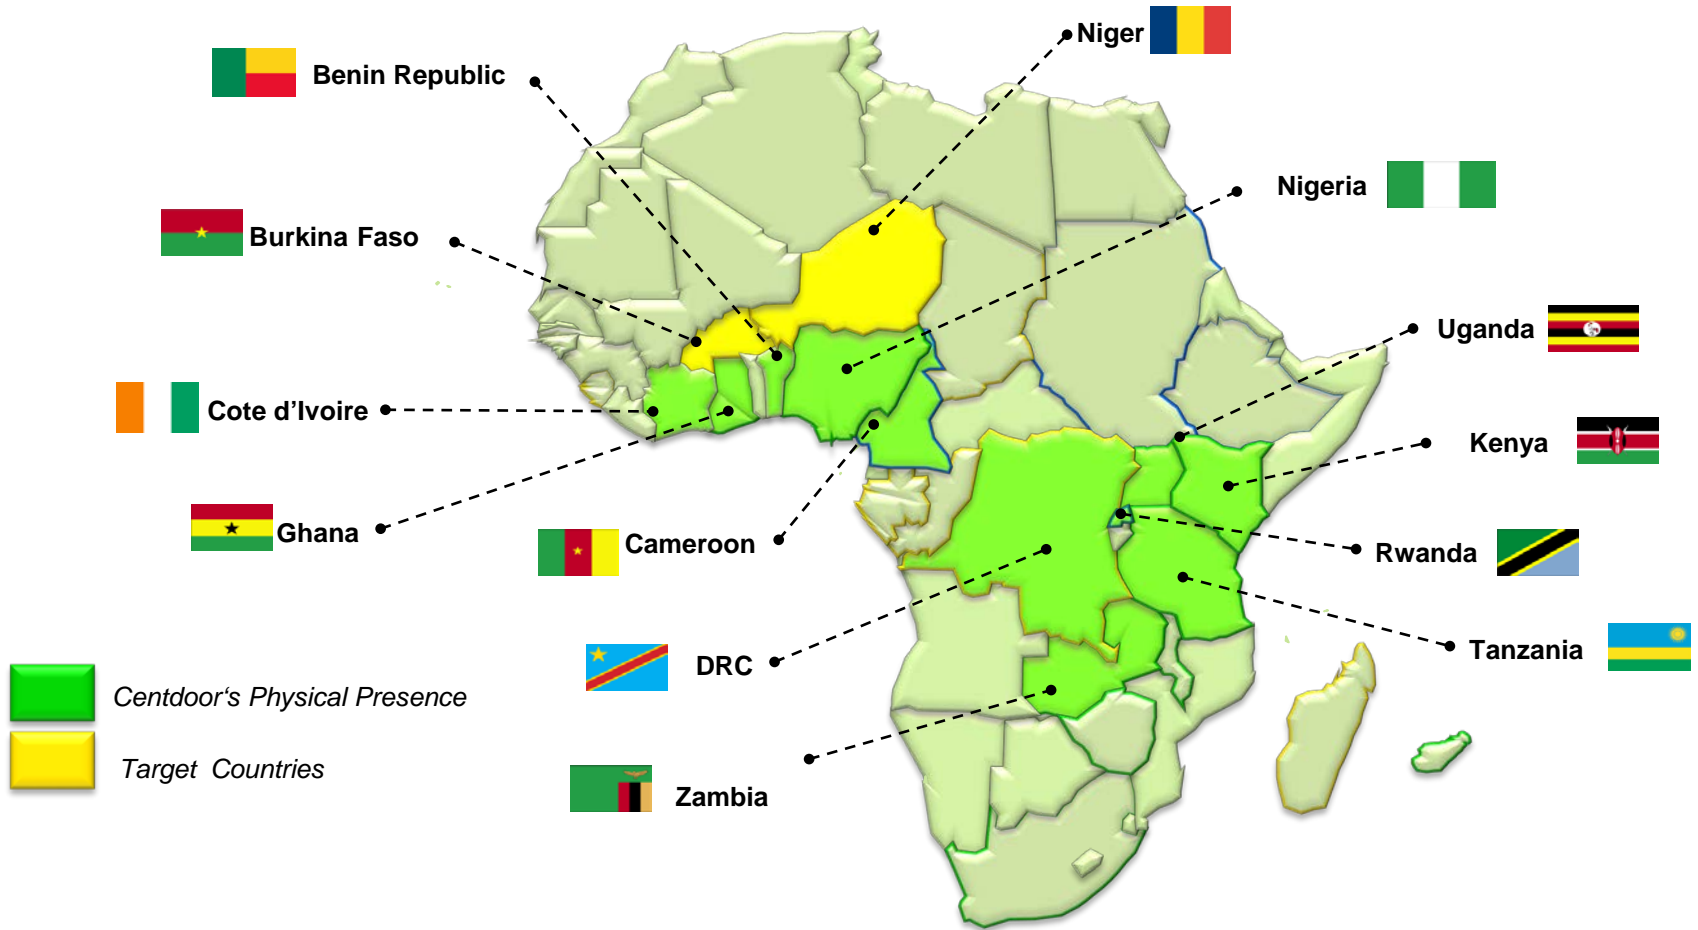 Niger
Benin Republic
Nigeria
Burkina Faso
Uganda
Cote d’Ivoire
Kenya
Ghana
Cameroon
Rwanda
DRC
Tanzania
Centdoor‘s Physical Presence
Target Countries
Zambia